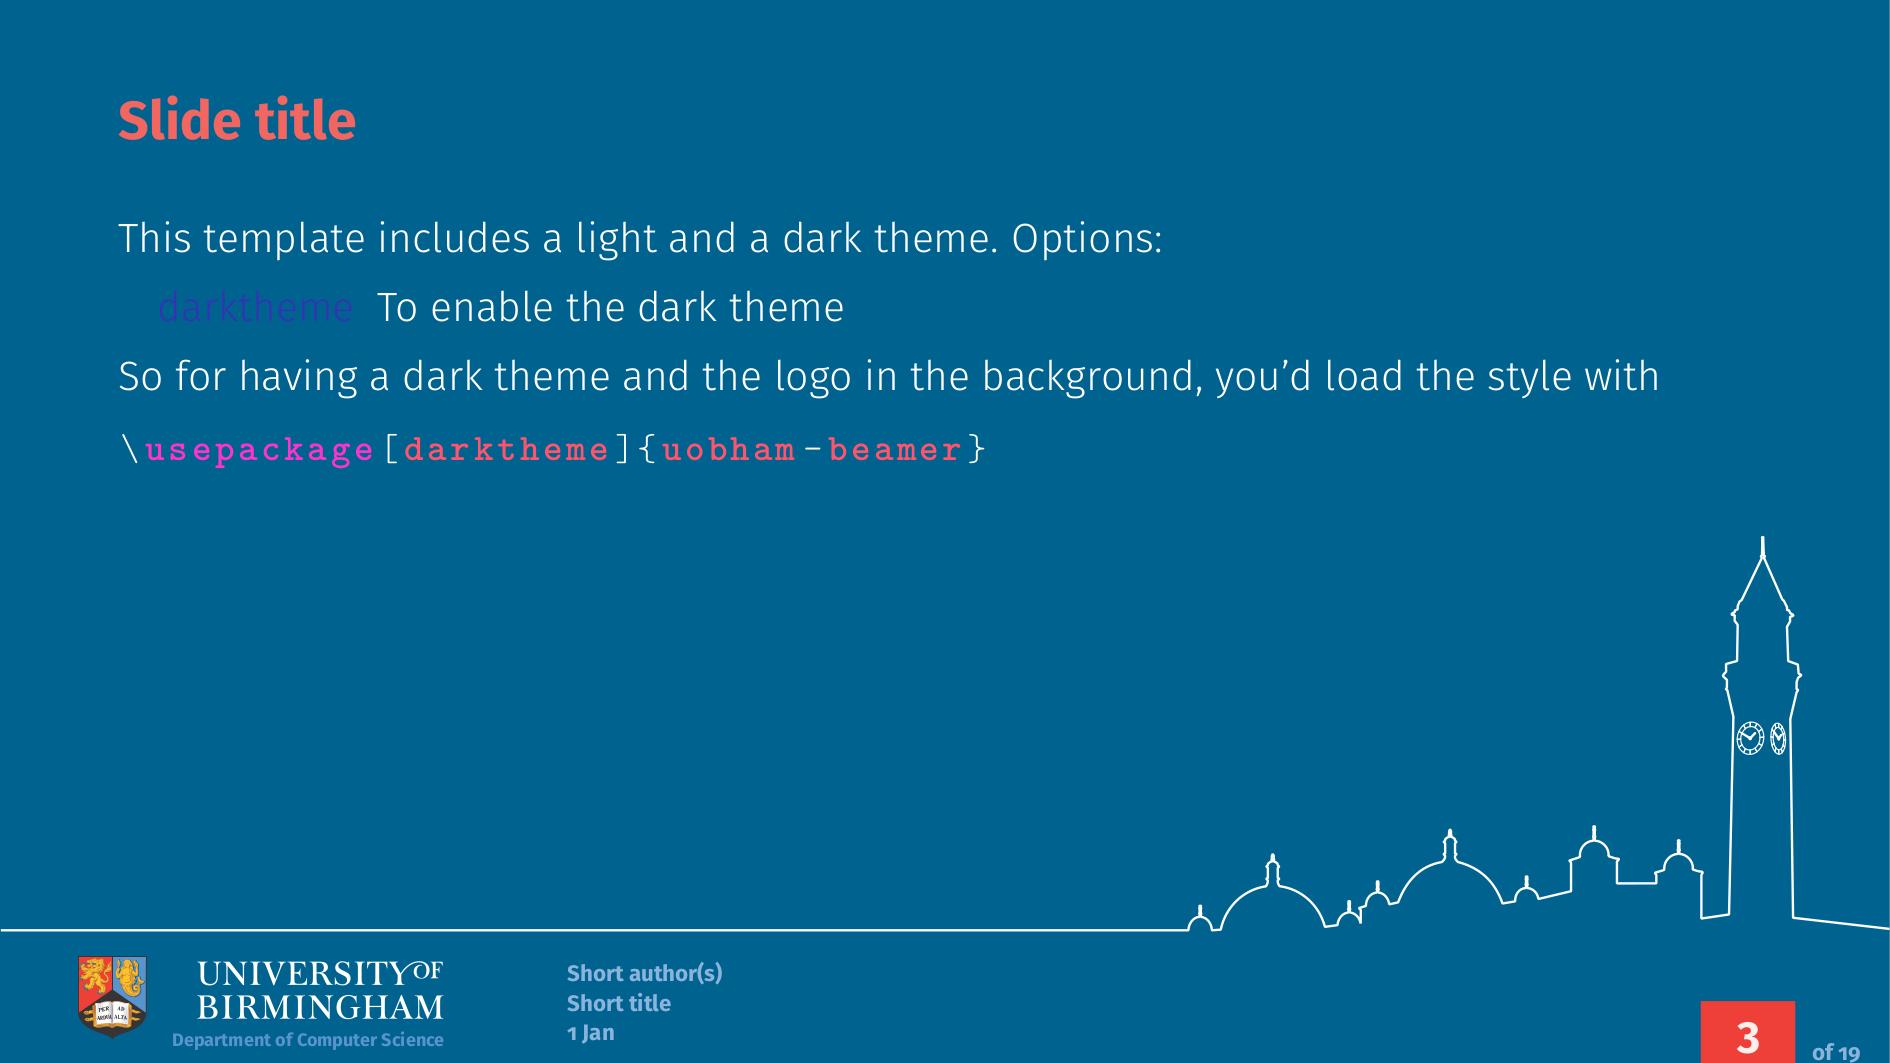 Slide title
This template includes a light and a dark theme. Options:
darktheme To enable the dark theme
So for having a dark theme and the logo in the background, you’d load the style with
\usepackage[darktheme]{uobham-beamer}
PER AD
ARDUA ALTA
UNIVERSITY OF
BIRMINGHAM
Department of Computer Science
Short author(s)
Short title
1 Jan
3 of 19